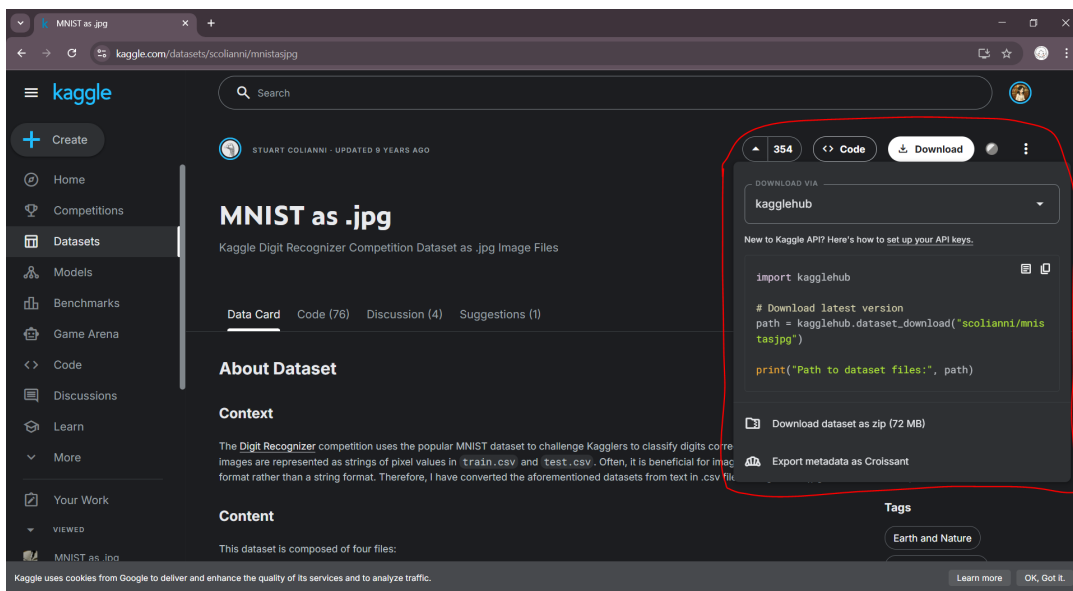 MNIST as .jpg
kaggle.com/datasets/scolianni/mnistasjpg
kaggle
Search
Create
Home
Competitions
Datasets
Models
Benchmarks
Game Arena
Code
Discussions
Learn
More
Your Work
VIEWED
MNIST as .jpg
STUART COLIANNI · UPDATED 9 YEARS AGO
354
<> Code
Download
MNIST as .jpg
Kaggle Digit Recognizer Competition Dataset as .jpg Image Files
Data Card Code (76) Discussion (4) Suggestions (1)
About Dataset
Context
The Digit Recognizer competition uses the popular MNIST dataset to challenge Kagglers to classify digits
images are represented as strings of pixel values in train.csv and test.csv. Often, it is beneficial for
format rather than a string format. Therefore, I have converted the aforementioned datasets from text in .csv
Content
This dataset is composed of four files:
DOWNLOAD VIA
kagglehub
New to Kaggle API? Here's how to set up your API keys.
import kagglehub
# Download latest version
path = kagglehub.dataset_download("scolianni/mnis
tasjpg")
print("Path to dataset files:", path)
Download dataset as zip (72 MB)
Export metadata as Croissant
Tags
Earth and Nature
Kaggle uses cookies from Google to deliver and enhance the quality of its services and to analyze traffic.
Learn more
OK, Got it.